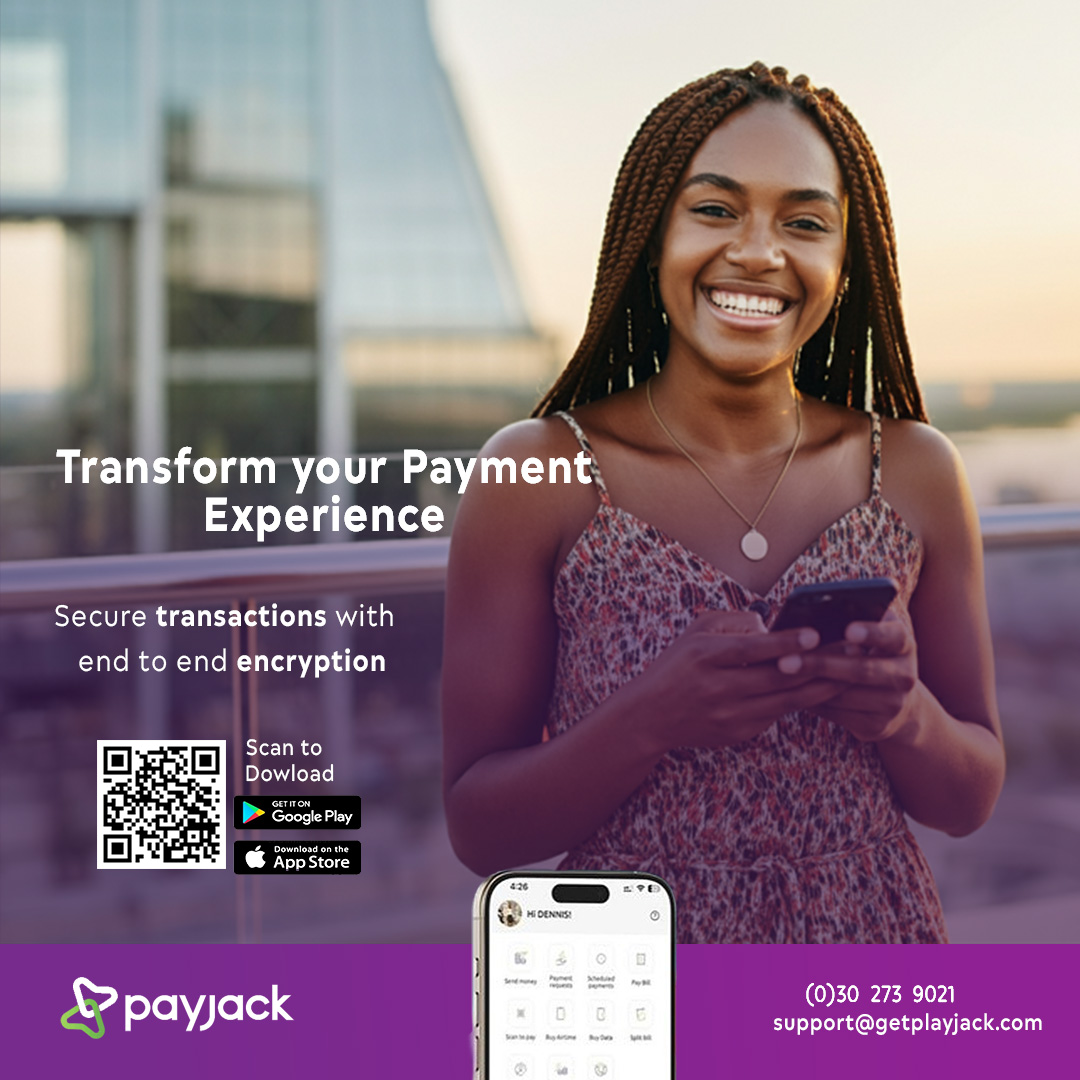 Transform your Payment
Experience
Secure transactions with
end to end encryption
Scan to
Dowload
GET IT ON
Google Play
Download on the
App Store
4:26
Hi DENNIS!
Send money
Payment
requests
Scheduled
payments
Pay Bill
Scan to pay
Buy Airtime
Buy Data
Split bill
payjack
(0)30 273 9021
support@getplayjack.com